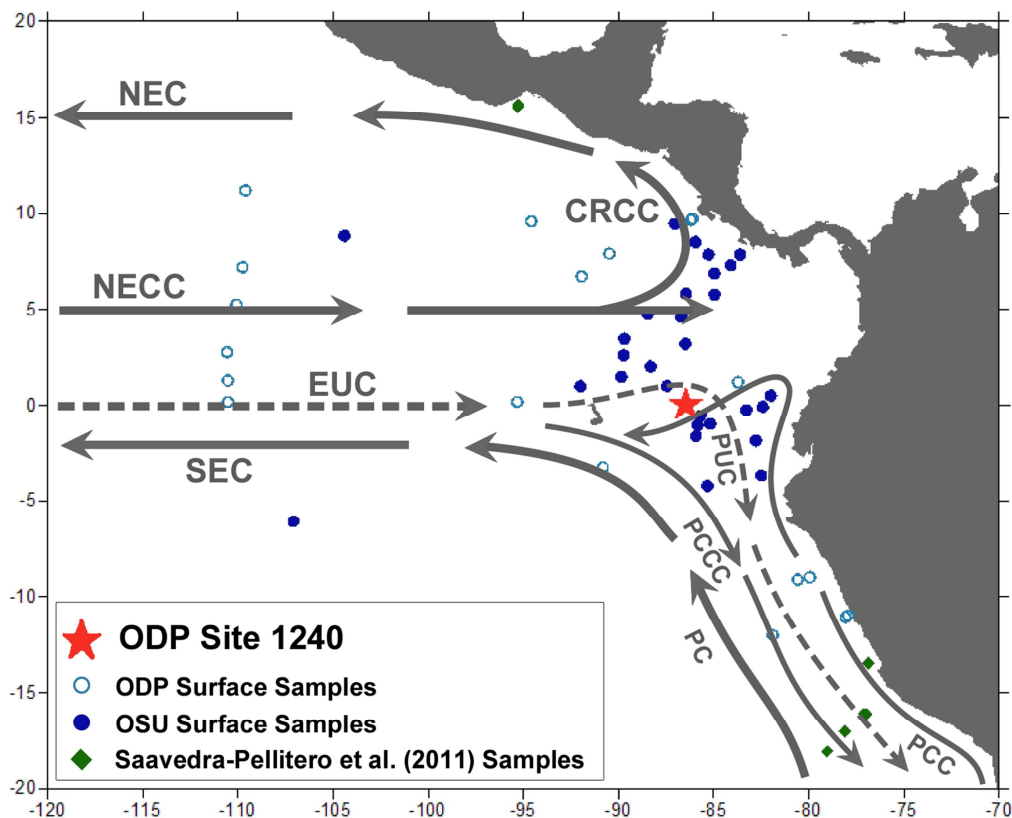 20
15
10
5
0
-5
-10
-15
-20
NEC
CRCC
NECC
EUC
SEC
PUC
PCCC
PC
PCC
ODP Site 1240
ODP Surface Samples
OSU Surface Samples
Saavedra-Pellitero et al. (2011) Samples
-120 -115 -110 -105 -100 -95 -90 -85 -80 -75 -70